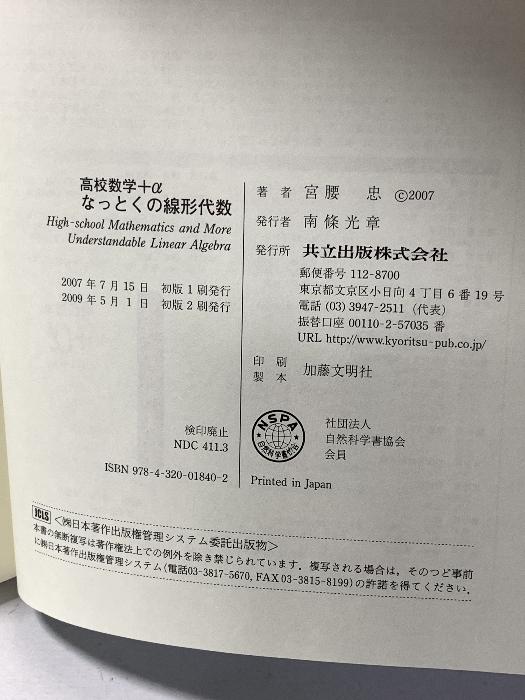 高校数学+α
なっとくの線形代数
High-school Mathematics and More
Understandable Linear Algebra
2007 年 7 月 15 日 初版 1 刷発行
2009 年 5 月 1 日 初版 2 刷発行
検印廃止
NDC 411.3
ISBN 978-4-320-01840-2
著 者 宮腰 忠 ©2007
発行者 南條光章
発行所 共立出版株式会社
郵便番号 112-8700
東京都文京区小日向 4 丁目 6 番 19 号
電話 (03) 3947-2511 (代表)
振替口座 00110-2-57035 番
URL http://www.kyoritsu-pub.co.jp/
印 刷
製 本 加藤文明社
NSPA
自然科学書協会
社団法人
自然科学書協会
会員
Printed in Japan
JCLS <㈱日本著作出版権管理システム委託出版物>
本書の無断複写は著作権法上での例外を除き禁じられています．複写される場合は，そのつど事前
に㈱日本著作出版権管理システム (電話03-3817-5670, FAX 03-3815-8199) の許諾を得てください．